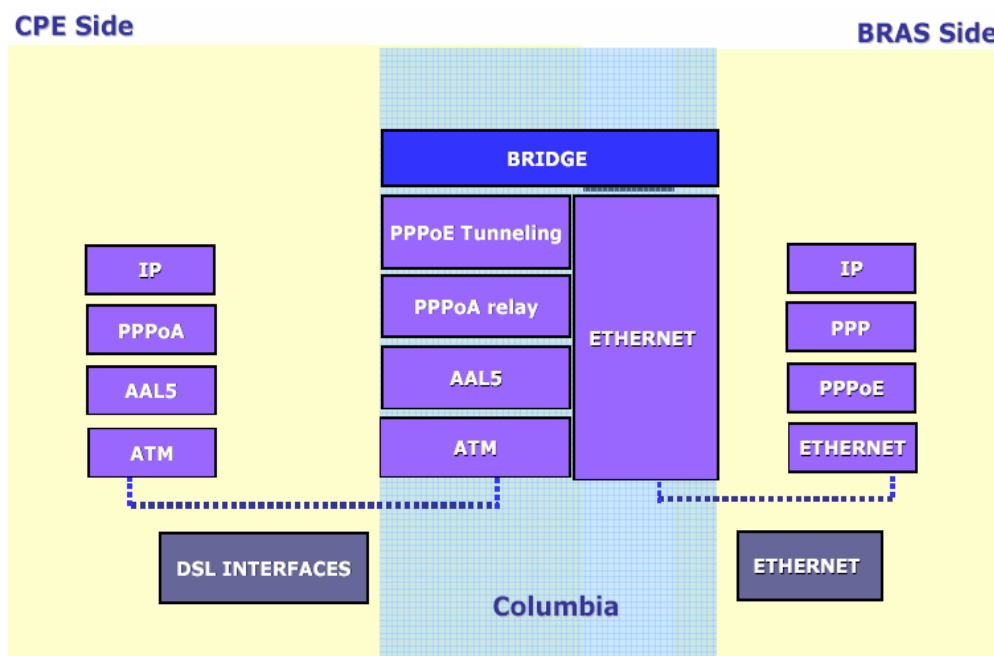 CPE Side
BRAS Side
BRIDGE
PPPoE Tunneling
PPPoA relay
AAL5
ATM
ETHERNET
IP
PPPoA
AAL5
ATM
IP
PPP
PPPoE
ETHERNET
DSL INTERFACES
ETHERNET
Columbia